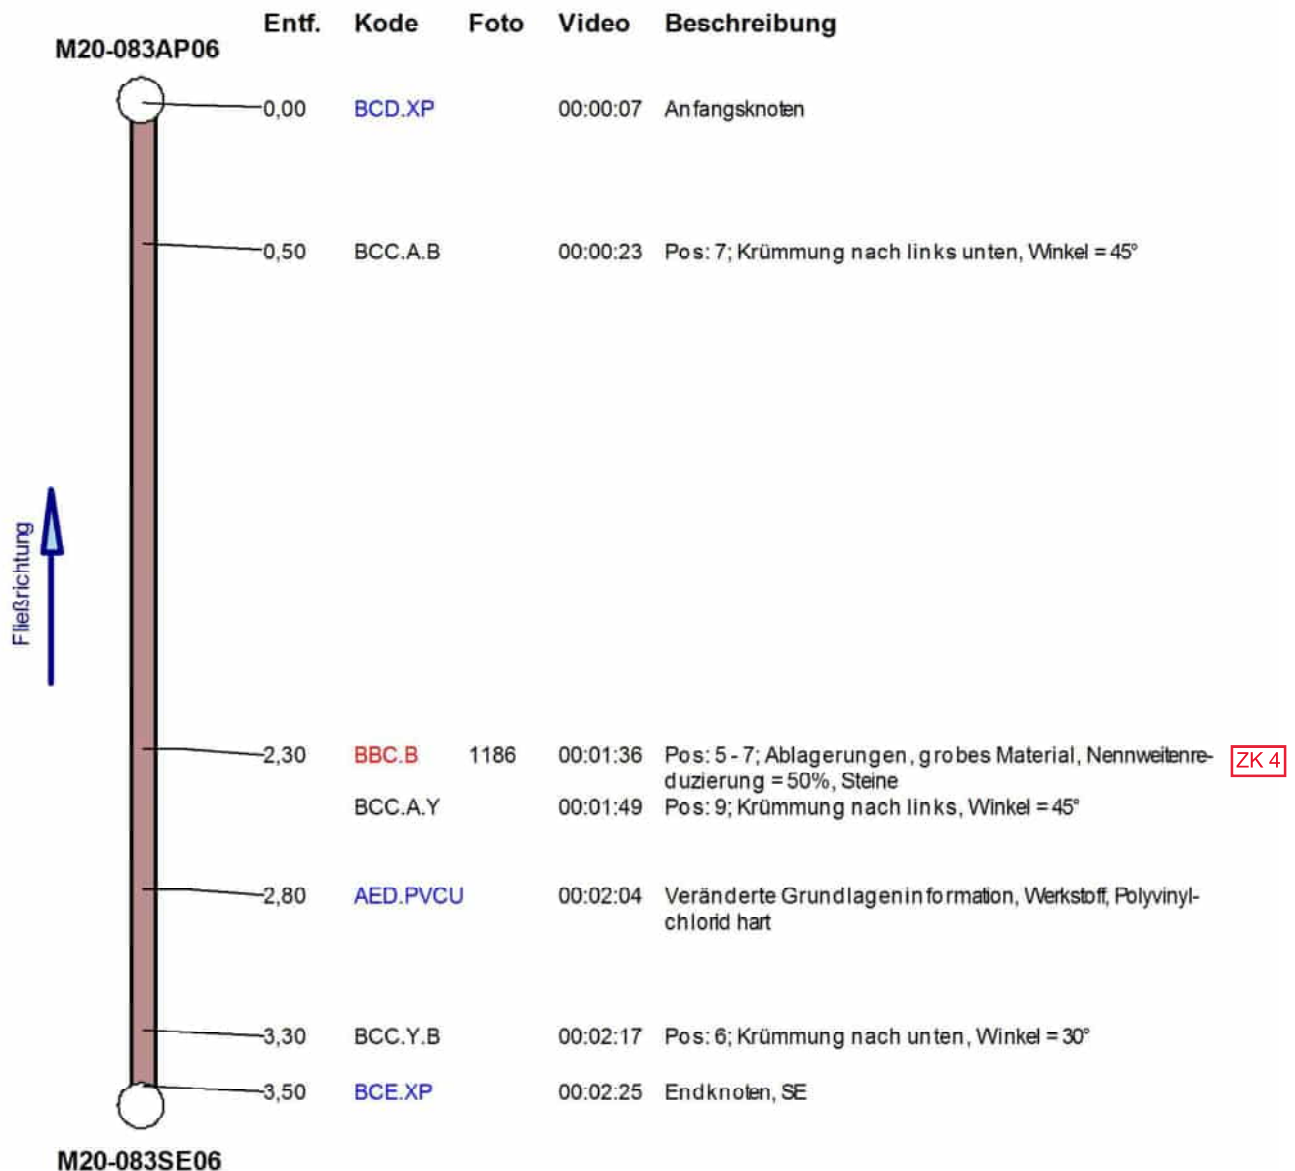 Entf. Kode Foto Video Beschreibung
M20-083AP06
0,00 BCD.XP 00:00:07 Anfangsknoten
0,50 BCC.A.B 00:00:23 Pos: 7; Krümmung nach links unten, Winkel = 45°
Fließrichtung
2,30 BBC.B 1186 00:01:36 Pos: 5 - 7; Ablagerungen, grobes Material, Nennweitenre- ZK 4
duzierung = 50%, Steine
BCC.A.Y 00:01:49 Pos: 9; Krümmung nach links, Winkel = 45°
2,80 AED.PVCU 00:02:04 Veränderte Grundlageninformation, Werkstoff, Polyvinyl-
chlorid hart
3,30 BCC.Y.B 00:02:17 Pos: 6; Krümmung nach unten, Winkel = 30°
3,50 BCE.XP 00:02:25 Endknoten, SE
M20-083SE06